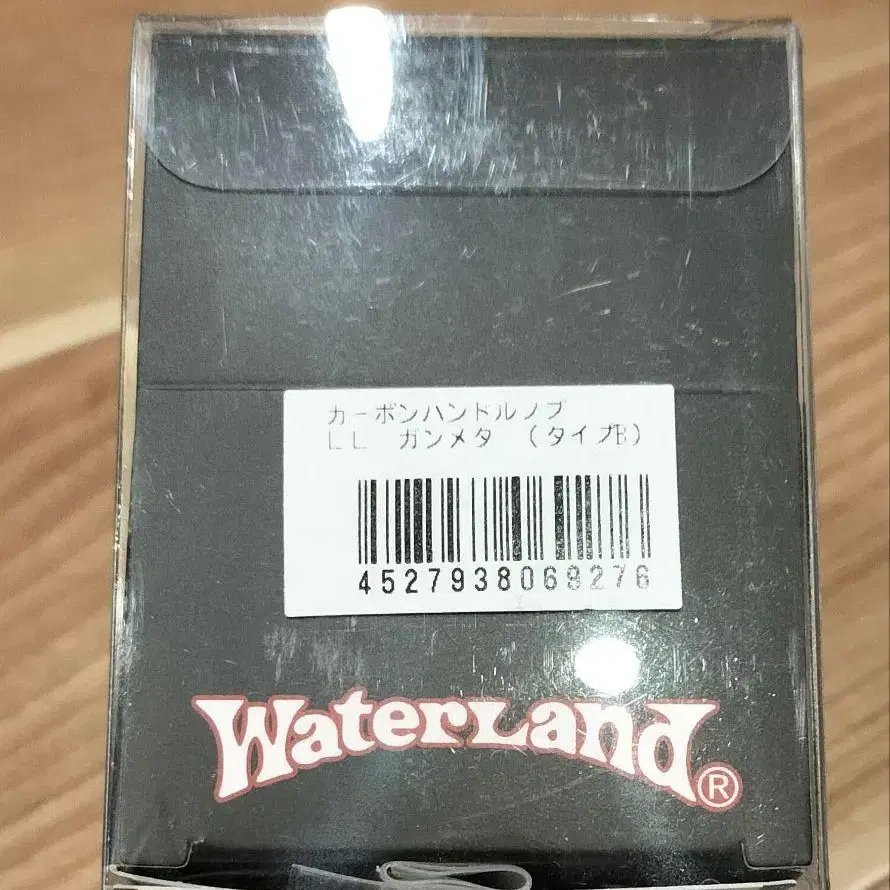 カーボンハンドルノブ
LL ガンメタ (タイプB)
4527938069276
WaterLand®